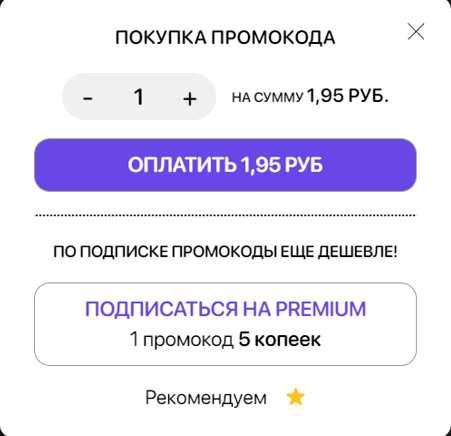 ПОКУПКА ПРОМОКОДА
- 1 + НА СУММУ 1,95 РУБ.
ОПЛАТИТЬ 1,95 РУБ
ПО ПОДПИСКЕ ПРОМОКОДЫ ЕЩЕ ДЕШЕВЛЕ!
ПОДПИСАТЬСЯ НА PREMIUM
1 промокод 5 копеек
Рекомендуем